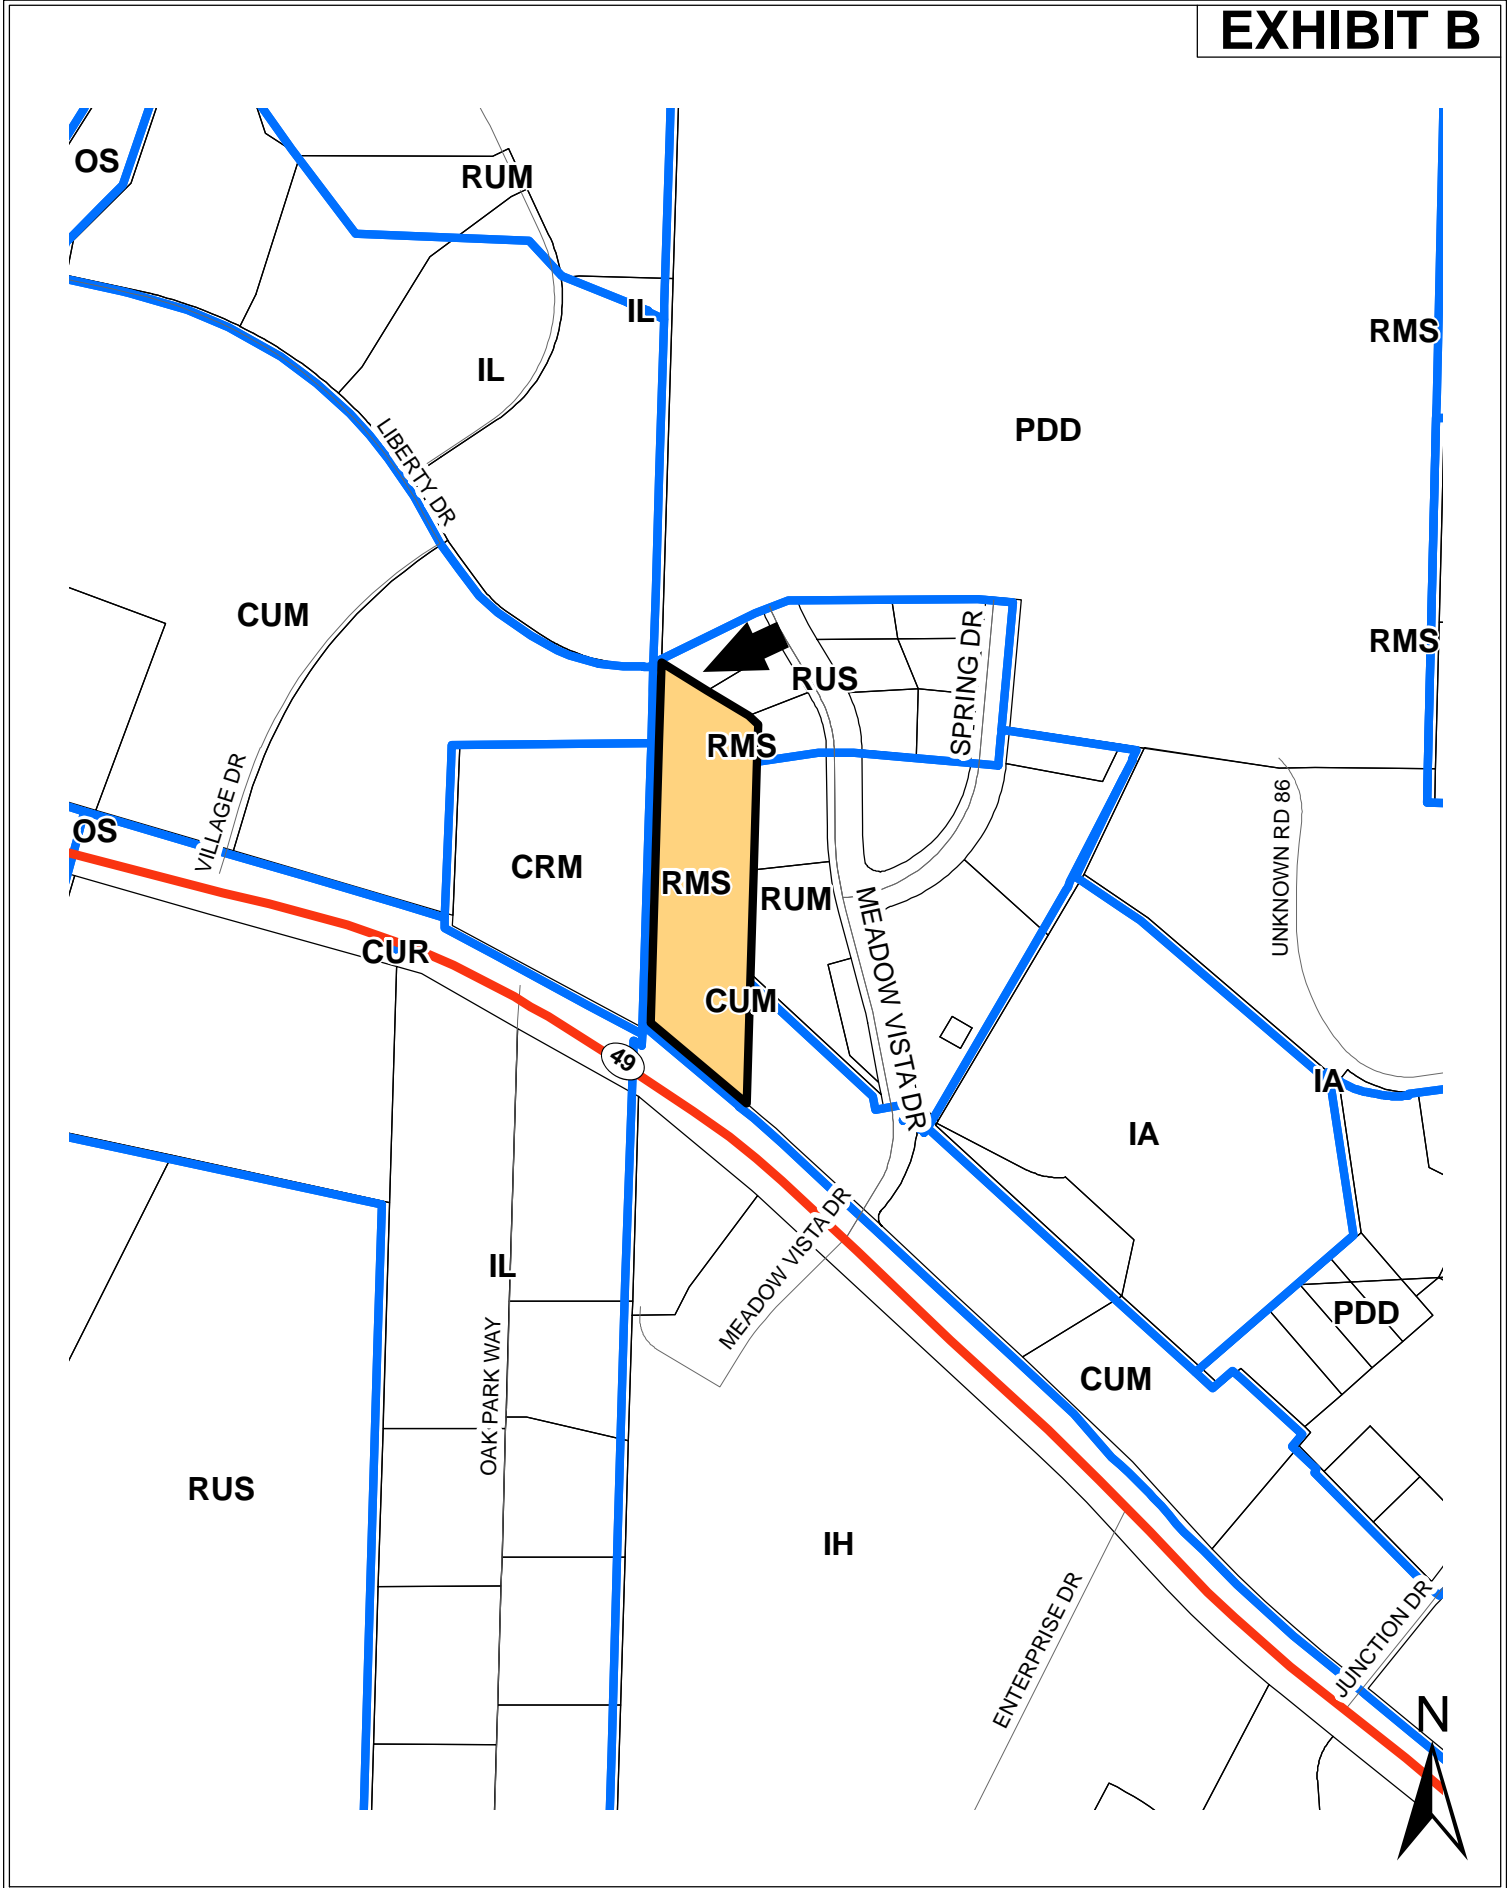 EXHIBIT B
OS
RUM
IL
RMS
IL
PDD
LIBERTY DR
CUM
RMS
RUS
SPRING DR
RMS
VILLAGE DR
OS
UNKNOWN RD 86
CRM
RMS
RUM
CUR
MEADOW VISTA DR
CUM
49
IA
IA
MEADOW VISTA DR
IL
PDD
OAK PARK WAY
CUM
RUS
IH
ENTERPRISE DR
JUNCTION DR
N